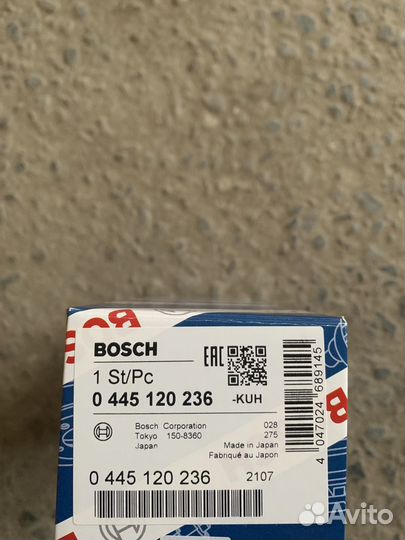 BOSCH
EAC
1 St/Pc
0 445 120 236 -KUH
Bosch Corporation 028
Tokyo 150-8360 275
Japan Made in Japan
Fabriqué au Japon
4 047024 689145
0 445 120 236 2107
Avito